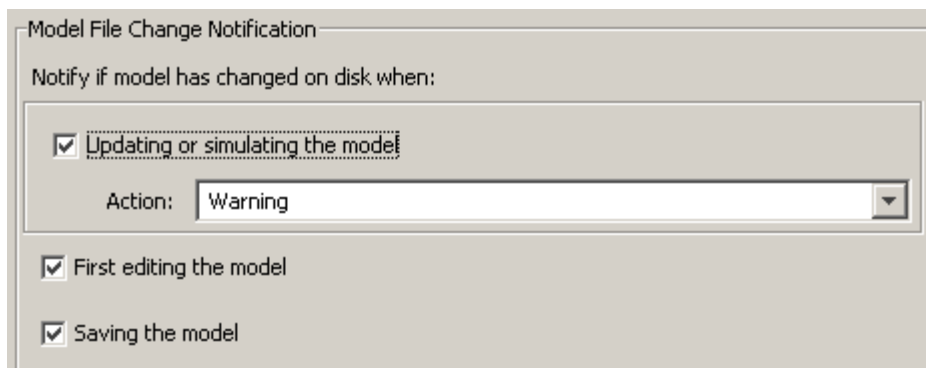 Model File Change Notification
Notify if model has changed on disk when:
Updating or simulating the model
Action: Warning
First editing the model
Saving the model